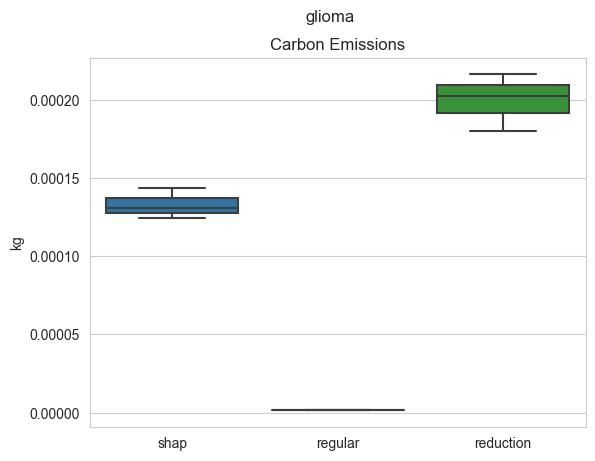 glioma
Carbon Emissions
0.00020
0.00015
0.00010
0.00005
0.00000
kg
shap
regular
reduction